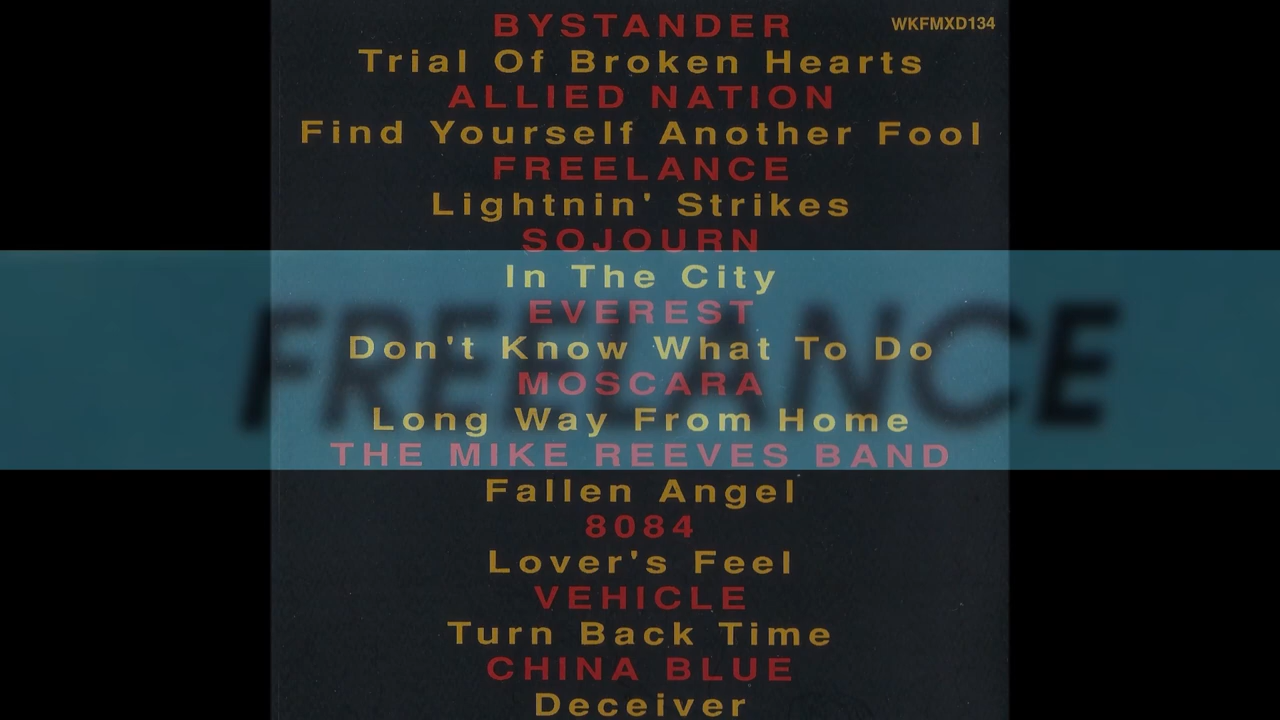 BYSTANDER
WKFMXD134
Trial Of Broken Hearts
ALLIED NATION
Find Yourself Another Fool
FREELANCE
Lightnin' Strikes
SOJOURN
In The City
EVEREST
FREELANCE
Don't Know What To Do
MOSCARA
Long Way From Home
THE MIKE REEVES BAND
Fallen Angel
8084
Lover's Feel
VEHICLE
Turn Back Time
CHINA BLUE
Deceiver